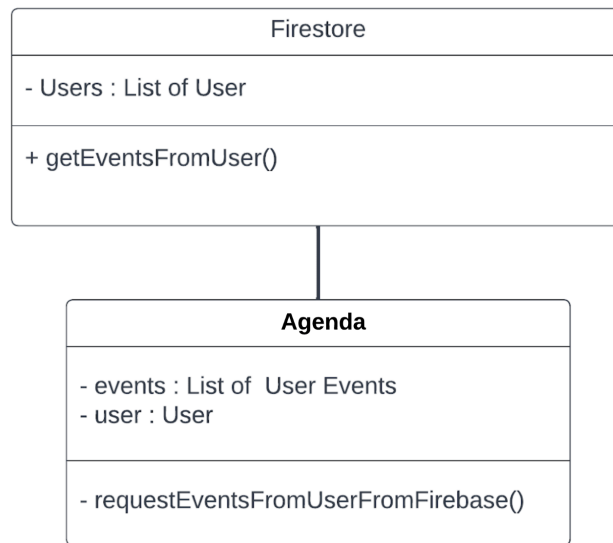 Firestore
- Users : List of User
+ getEventsFromUser()
Agenda
- events : List of  User Events
- user : User
- requestEventsFromUserFromFirebase()